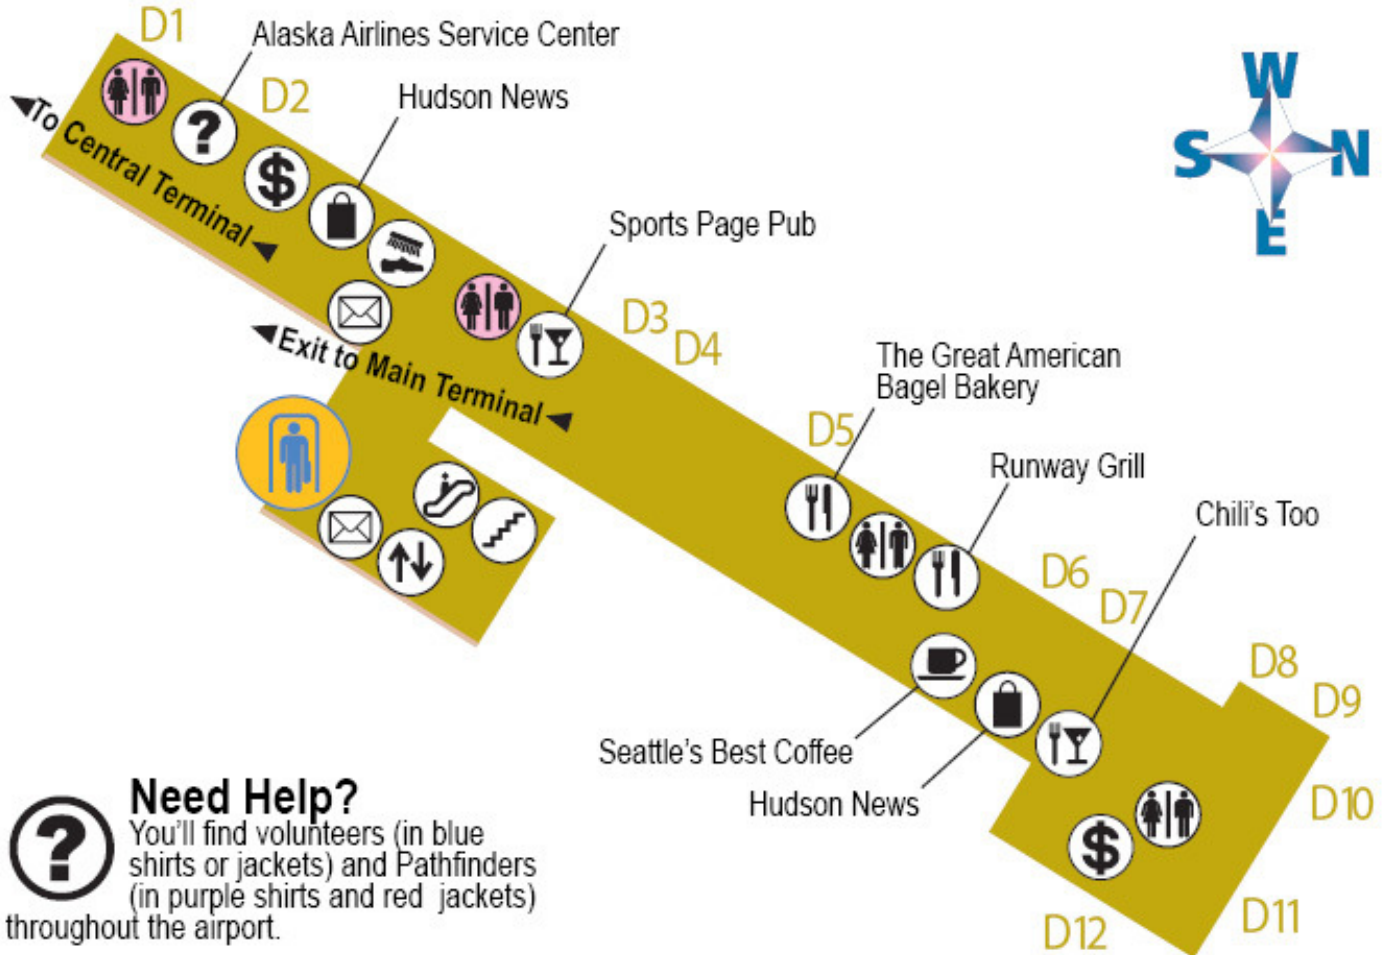 D1
Alaska Airlines Service Center
D2
Hudson News
W
S
N
E
◄To Central Terminal◄
?
$
Sports Page Pub
D3
D4
◄Exit to Main Terminal◄
The Great American
Bagel Bakery
D5
Runway Grill
Chili's Too
D6
D7
D8
D9
Seattle's Best Coffee
Hudson News
D10
$
D11
D12
?
Need Help?
You'll find volunteers (in blue
shirts or jackets) and Pathfinders
(in purple shirts and red jackets)
throughout the airport.